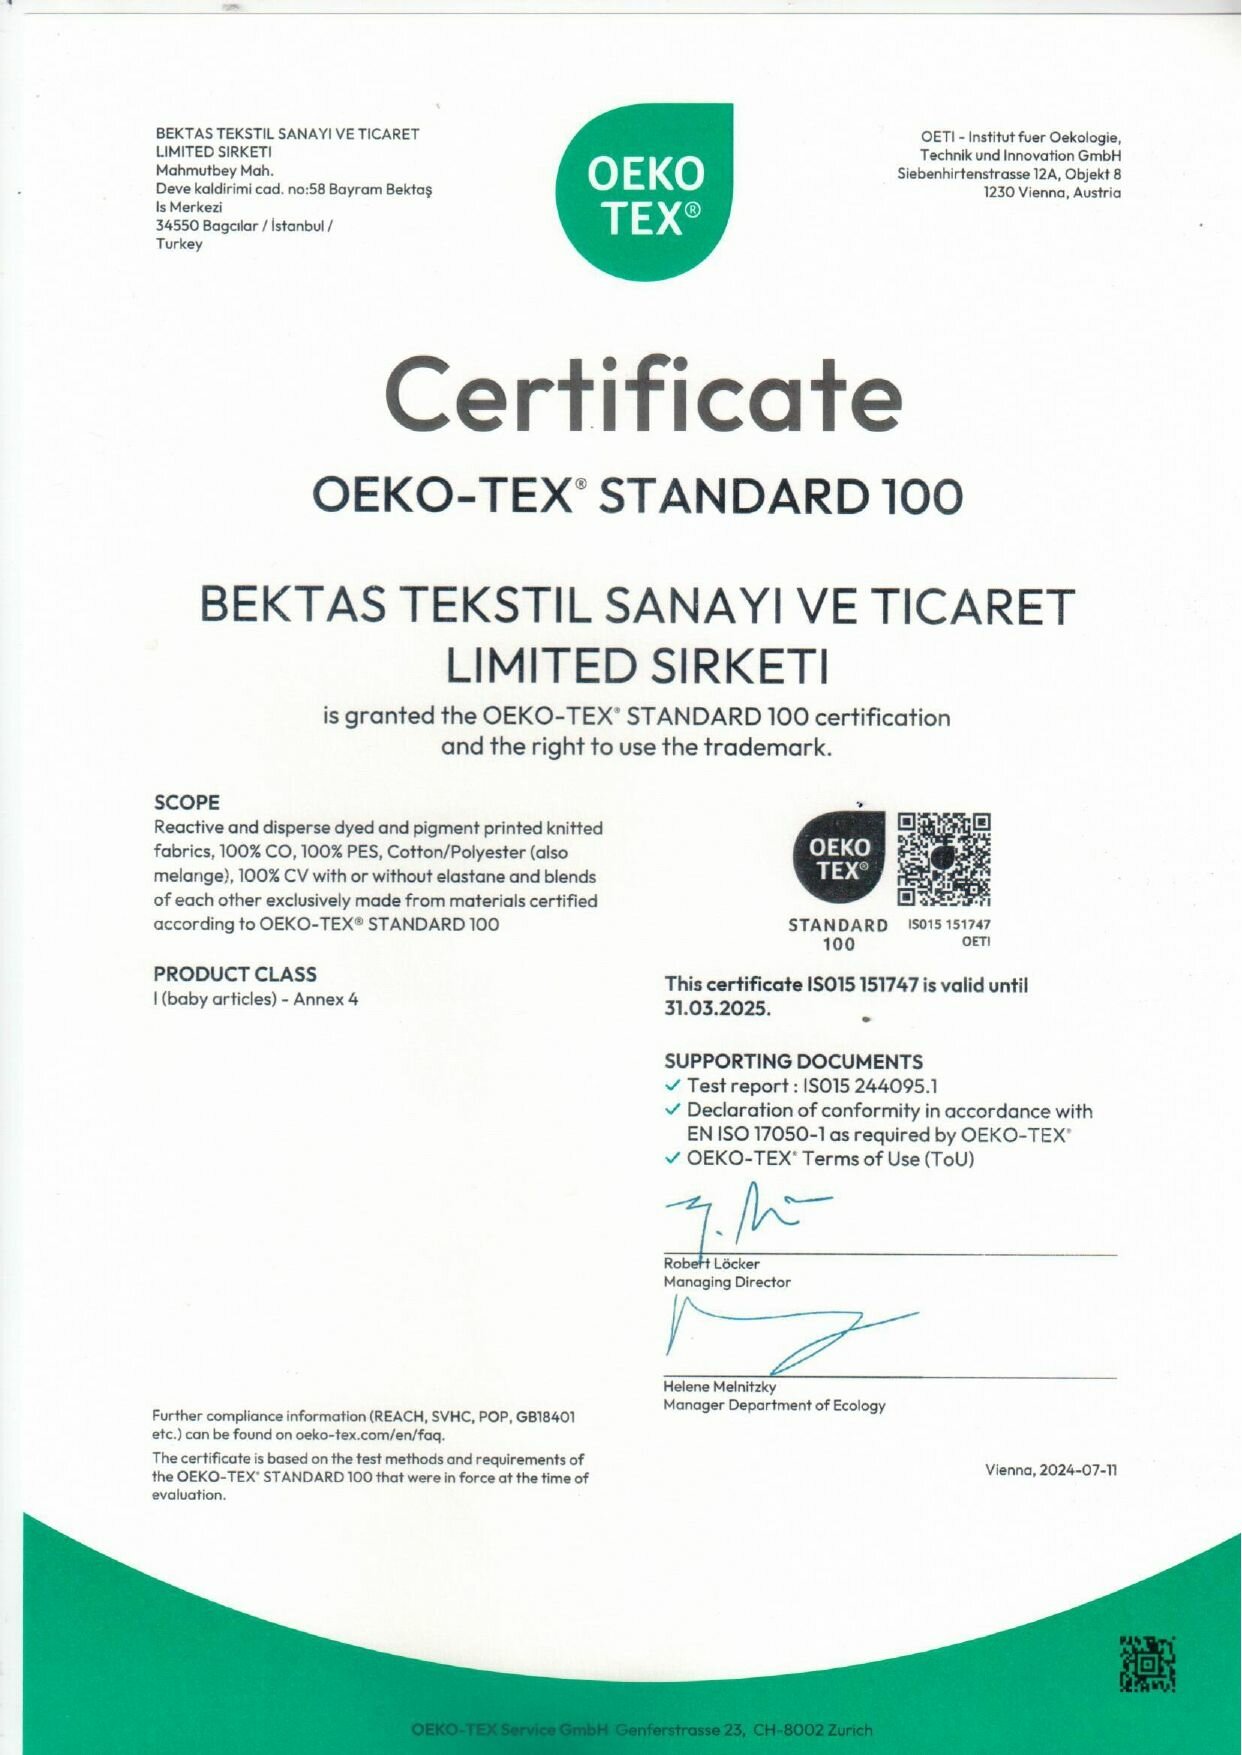 BEKTAS TEKSTIL SANAYI VE TICARET
LIMITED SIRKETI
Mahmutbey Mah.
Deve kaldirimi cad. no:58 Bayram Bektaş
Is Merkezi
34550 Bagcılar / İstanbul /
Turkey
OEKO
TEX®
OETI - Institut fuer Oekologie,
Technik und Innovation GmbH
Siebenhirtenstrasse 12A, Objekt 8
1230 Vienna, Austria
Certificate
OEKO-TEX® STANDARD 100
BEKTAS TEKSTIL SANAYI VE TICARET
LIMITED SIRKETI
is granted the OEKO-TEX® STANDARD 100 certification
and the right to use the trademark.
SCOPE
Reactive and disperse dyed and pigment printed knitted
fabrics, 100% CO, 100% PES, Cotton/Polyester (also
melange), 100% CV with or without elastane and blends
of each other exclusively made from materials certified
according to OEKO-TEX® STANDARD 100
PRODUCT CLASS
I (baby articles) - Annex 4
OEKO
TEX®
STANDARD
100
IS015 151747
OETI
This certificate IS015 151747 is valid until
31.03.2025.
SUPPORTING DOCUMENTS
✓ Test report : IS015 244095.1
✓ Declaration of conformity in accordance with
EN ISO 17050-1 as required by OEKO-TEX®
✓ OEKO-TEX® Terms of Use (ToU)
Robert Löcker
Managing Director
Helene Melnitzky
Manager Department of Ecology
Further compliance information (REACH, SVHC, POP, GB18401
etc.) can be found on oeko-tex.com/en/faq.
The certificate is based on the test methods and requirements of
the OEKO-TEX® STANDARD 100 that were in force at the time of
evaluation.
Vienna, 2024-07-11
OEKO-TEX Service GmbH Genferstrasse 23, CH-8002 Zurich